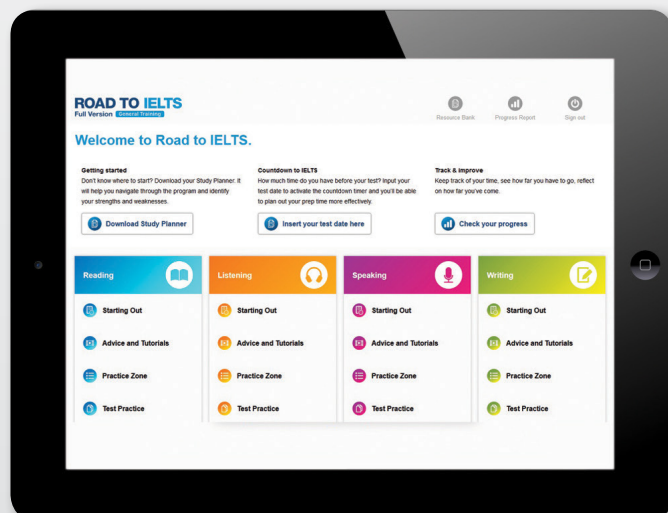 ROAD TO IELTS
Full Version General Training
Resource Bank
Progress Report
Sign out
Welcome to Road to IELTS.
Getting started
Don't know where to start? Download your Study Planner. It
will help you navigate through the program and identify
your strengths and weaknesses.
Download Study Planner
Countdown to IELTS
How much time do you have before your test? Input your
test date to activate the countdown timer and you'll be able
to plan out your prep time more effectively.
Insert your test date here
Track & improve
Keep track of your time, see how far you have to go, reflect
on how far you've come.
Check your progress
Reading
Starting Out
Advice and Tutorials
Practice Zone
Test Practice
Listening
Starting Out
Advice and Tutorials
Practice Zone
Test Practice
Speaking
Starting Out
Advice and Tutorials
Practice Zone
Test Practice
Writing
Starting Out
Advice and Tutorials
Practice Zone
Test Practice